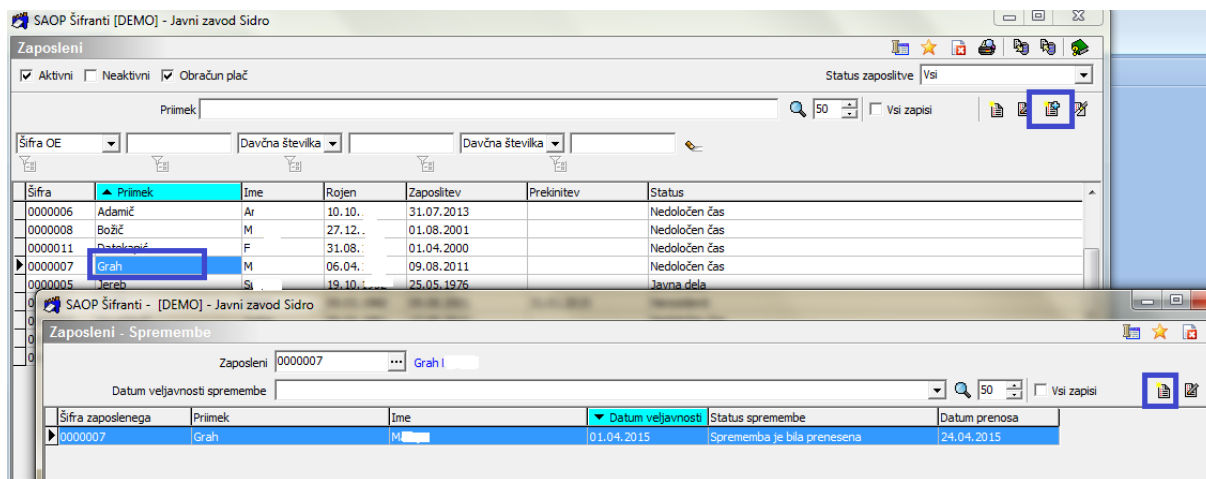 SAOP Šifranti [DEMO] - Javni zavod Sidro
Zaposleni
Aktivni Neaktivni Obračun plač Status zaposlitve Vsi
Priimek 50 Vsi zapisi
Šifra OE Davčna številka Davčna številka
Šifra Priimek Ime Rojen Zaposlitev Prekinitev Status
0000006 Adamič Ar 10.10. 31.07.2013 Nedoločen čas
0000008 Božič M 27.12. 01.08.2001 Nedoločen čas
0000011 F 31.08. 01.04.2000 Nedoločen čas
0000007 Grah M 06.04. 09.08.2011 Nedoločen čas
0000005 Jereb 19.10. 25.05.1976 Javna dela
SAOP Šifranti - [DEMO] - Javni zavod Sidro
Zaposleni - Spremembe
Zaposleni 0000007 ... Grah
Datum veljavnosti spremembe 50 Vsi zapisi
Šifra zaposlenega Priimek Ime Datum veljavnosti Status spremembe Datum prenosa
0000007 Grah 01.04.2015 Sprememba je bila prenesena 24.04.2015